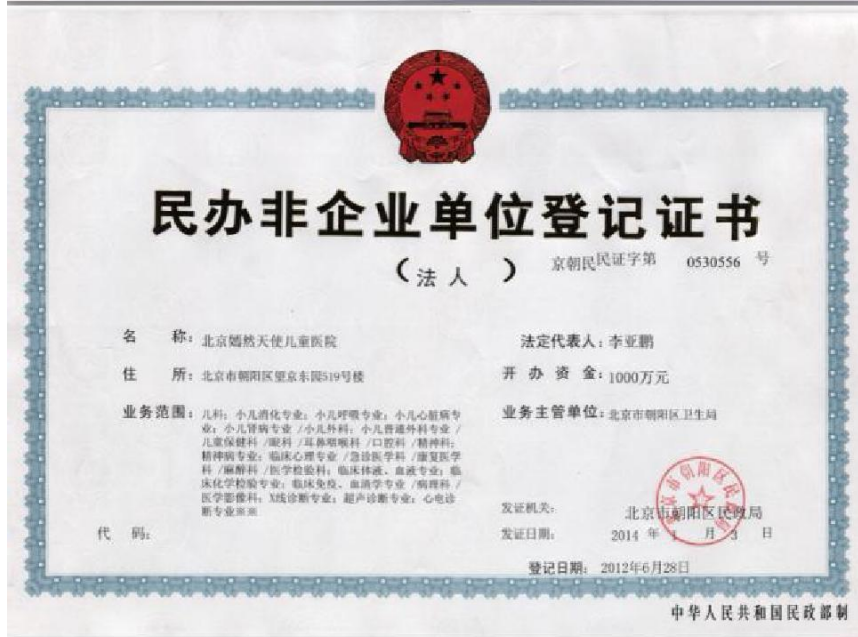 民办非企业单位登记证书
（法人）
京朝民民证字第 0530556 号
名 称：北京嫣然天使儿童医院
住 所：北京市朝阳区望京东园519号楼
业务范围：儿科；小儿消化专业；小儿呼吸专业；小儿心脏病专
业；小儿肾病专业 /小儿外科；小儿普通外科专业 /
儿童保健科 /眼科 /耳鼻咽喉科 /口腔科 /精神科；
精神病专业；临床心理专业 /急诊医学科 /康复医学
科 /麻醉科 /医学检验科；临床体液、血液专业；临
床化学检验专业；临床免疫、血清学专业 /病理科 /
医学影像科；X线诊断专业；超声诊断专业；心电诊
断专业※※
代 码：
法定代表人：李亚鹏
开 办 资 金：1000万元
业务主管单位：北京市朝阳区卫生局
发证机关： 北京市朝阳区民政局
发证日期： 2014 年 1 月 3 日
登记日期： 2012年6月28日
北京市朝阳区民政局
中华人民共和国民政部制